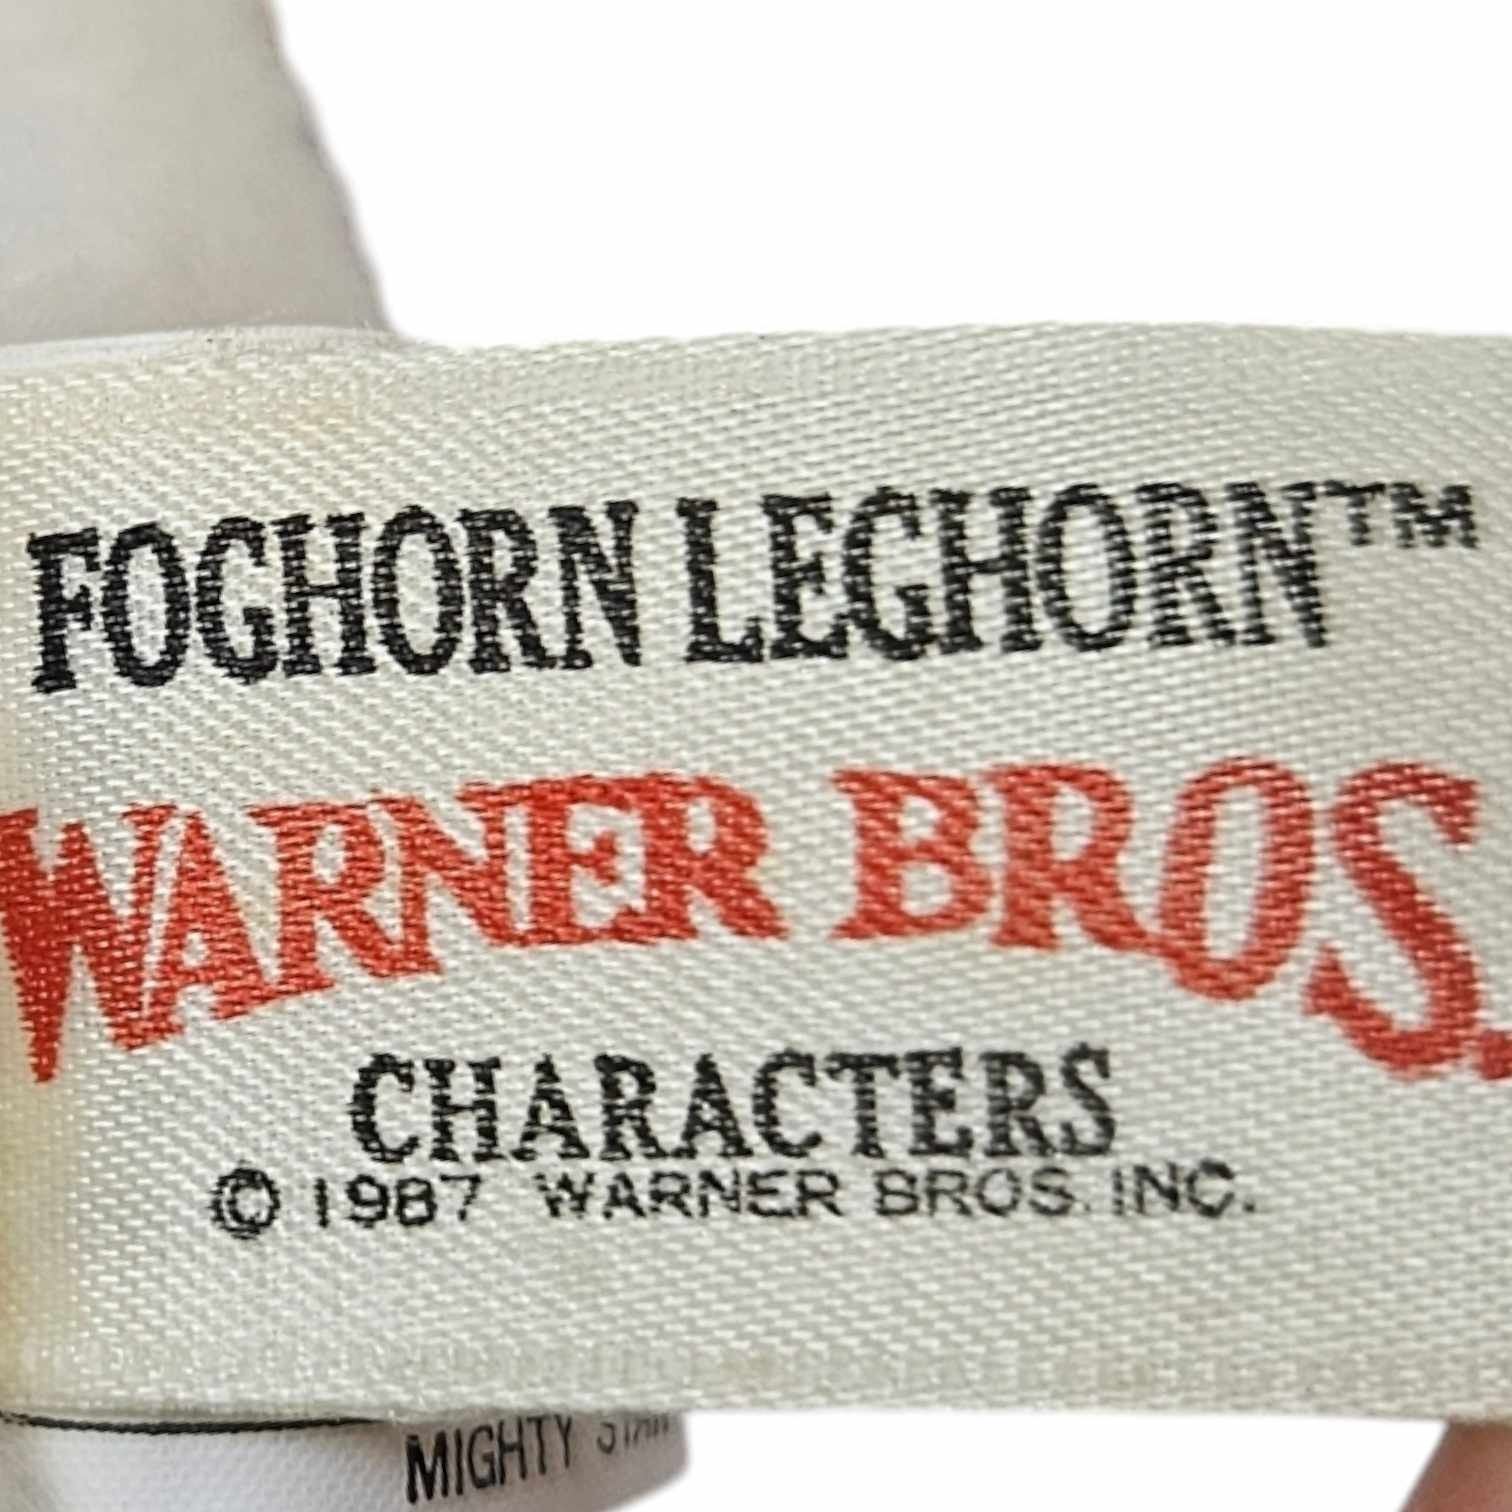 FOGHORN LEGHORN™
WARNER BROS.
CHARACTERS
© 1987 WARNER BROS. INC.
MIGHTY